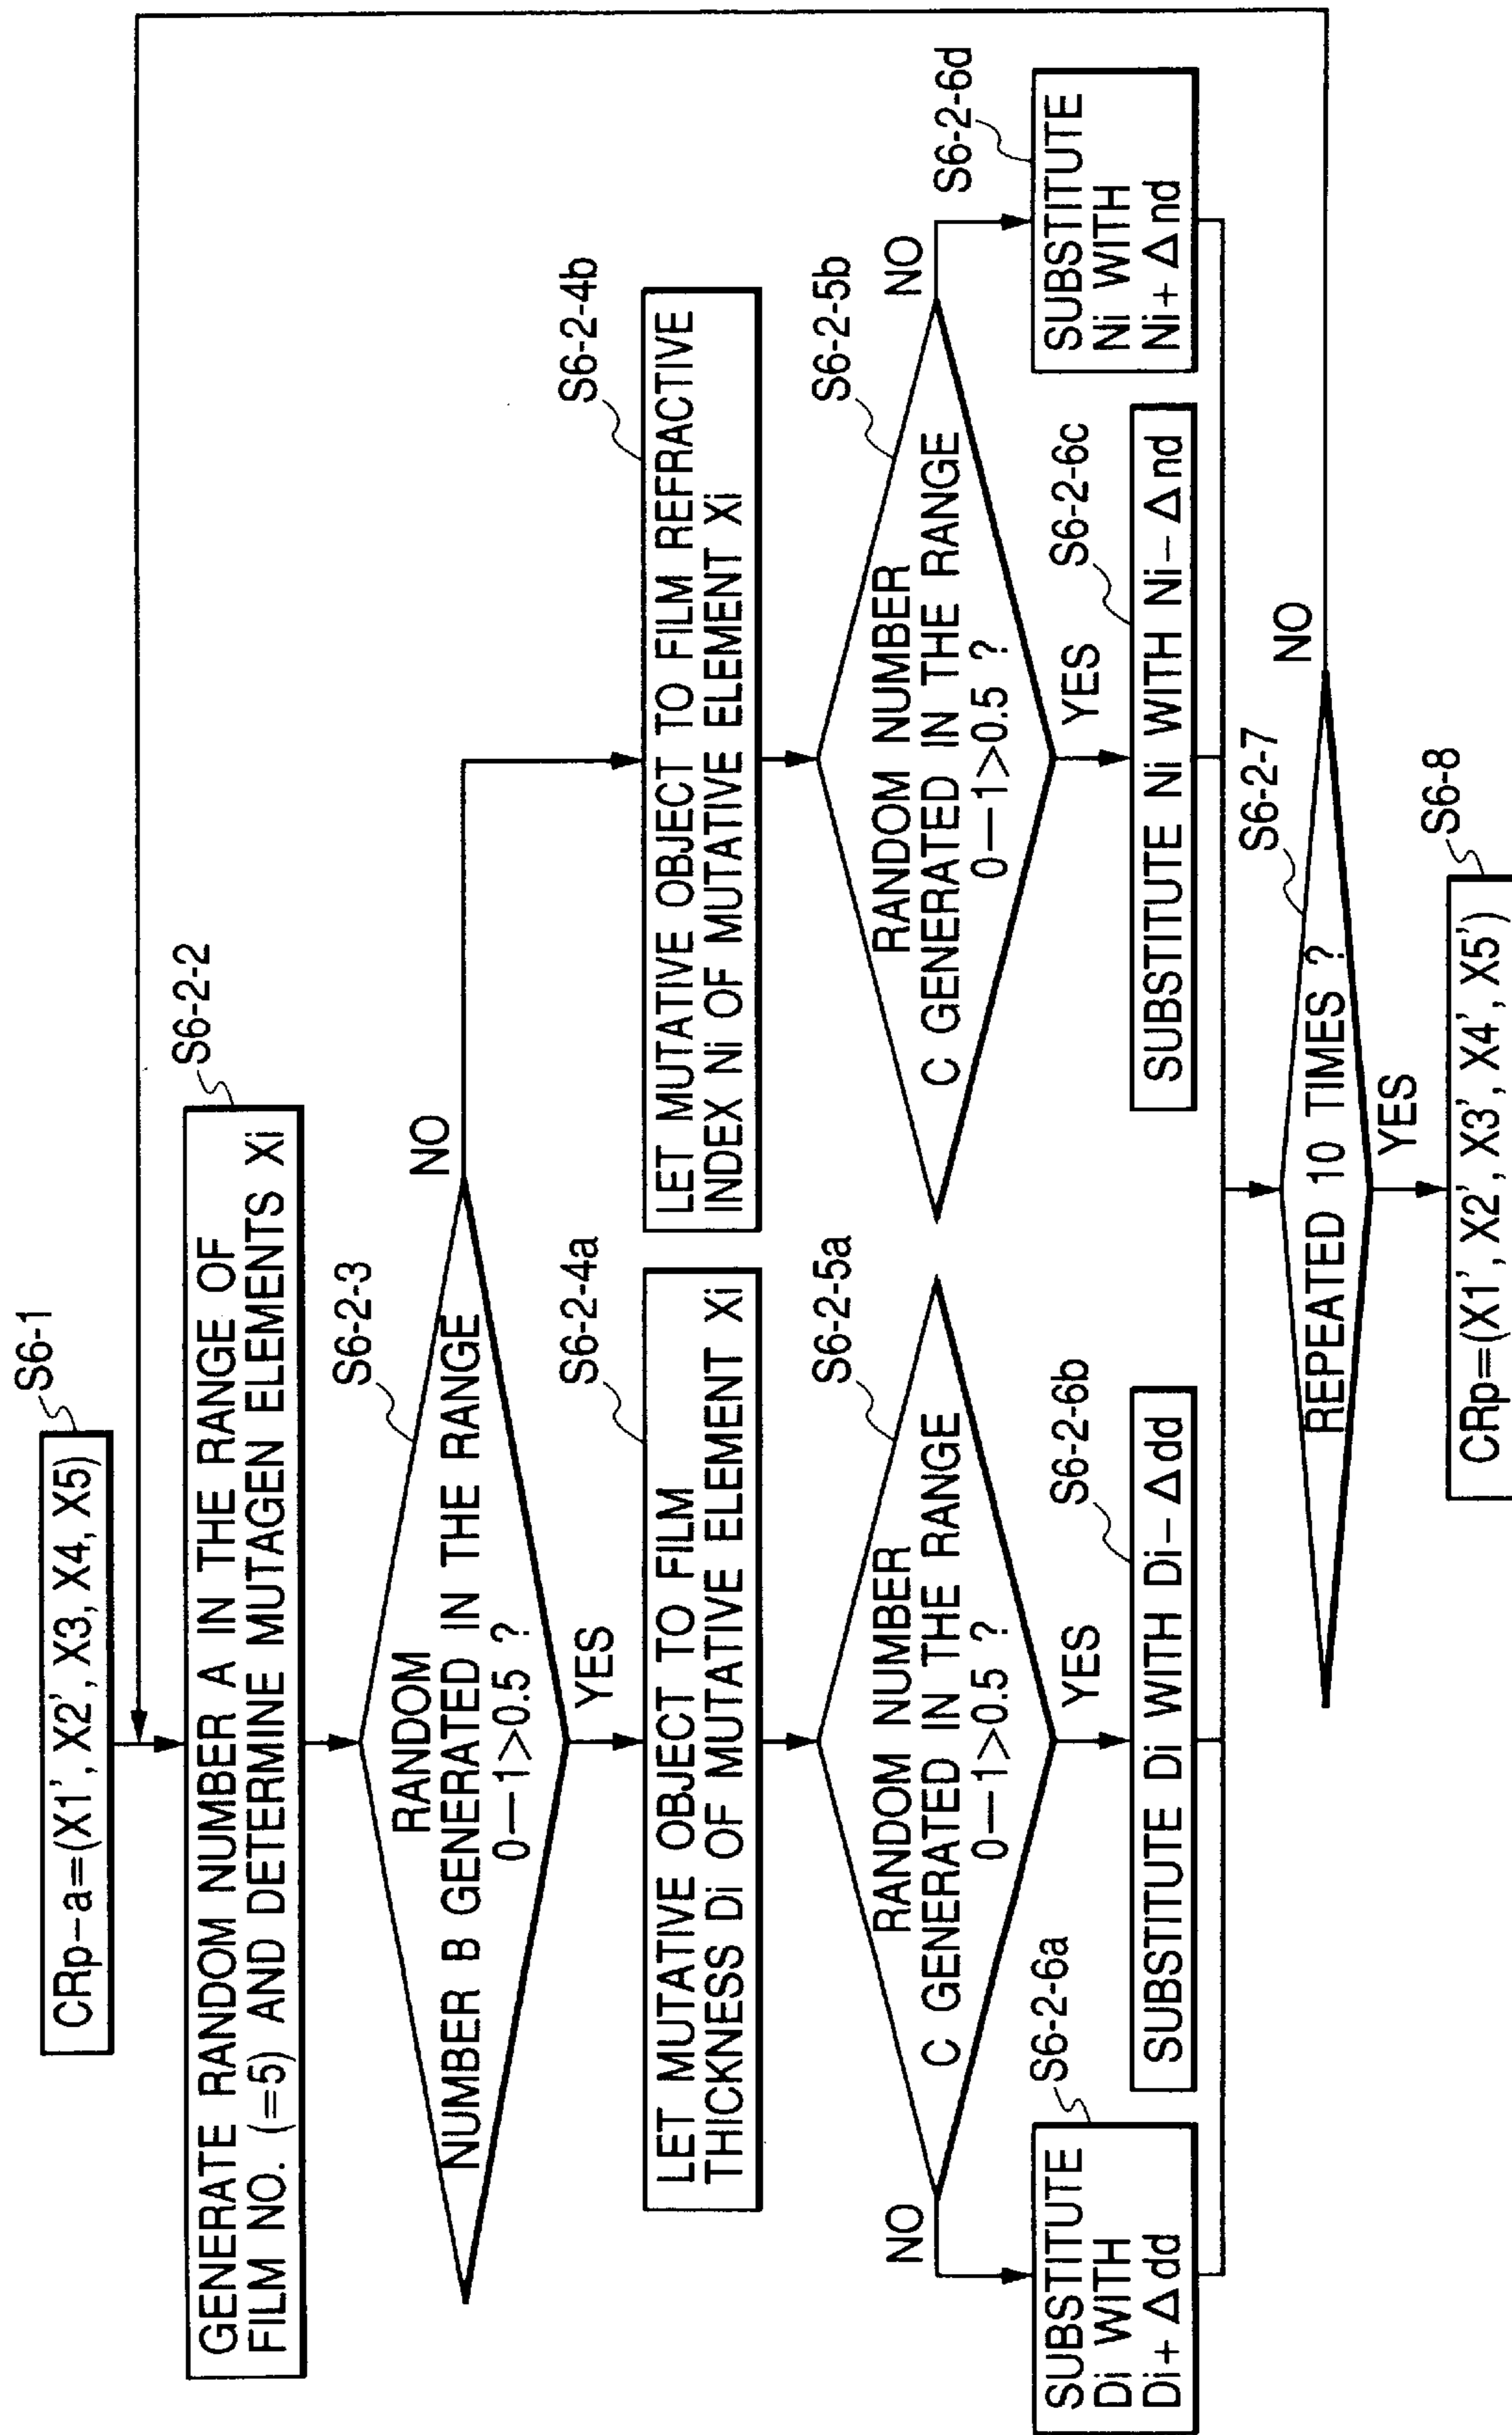 S6-1
CRp-a=(X1', X2', X3, X4, X5)
S6-2-2
GENERATE RANDOM NUMBER A IN THE RANGE OF
FILM NO. (=5) AND DETERMINE MUTAGEN ELEMENTS Xi
S6-2-3
RANDOM
NUMBER B GENERATED IN THE RANGE
0—1>0.5 ?
NO
YES
S6-2-4a
LET MUTATIVE OBJECT TO FILM
THICKNESS Di OF MUTATIVE ELEMENT Xi
S6-2-4b
LET MUTATIVE OBJECT TO FILM REFRACTIVE
INDEX Ni OF MUTATIVE ELEMENT Xi
S6-2-5a
RANDOM NUMBER
C GENERATED IN THE RANGE
0—1>0.5 ?
NO
YES
S6-2-5b
RANDOM NUMBER
C GENERATED IN THE RANGE
0—1>0.5 ?
NO
YES
S6-2-6a
SUBSTITUTE
Di WITH
Di+ Δdd
S6-2-6b
SUBSTITUTE Di WITH Di-Δdd
S6-2-6c
SUBSTITUTE Ni WITH Ni-Δnd
S6-2-6d
SUBSTITUTE
Ni WITH
Ni+ Δnd
S6-2-7
REPEATED 10 TIMES ?
NO
YES
S6-8
CRp=(X1', X2', X3', X4', X5')